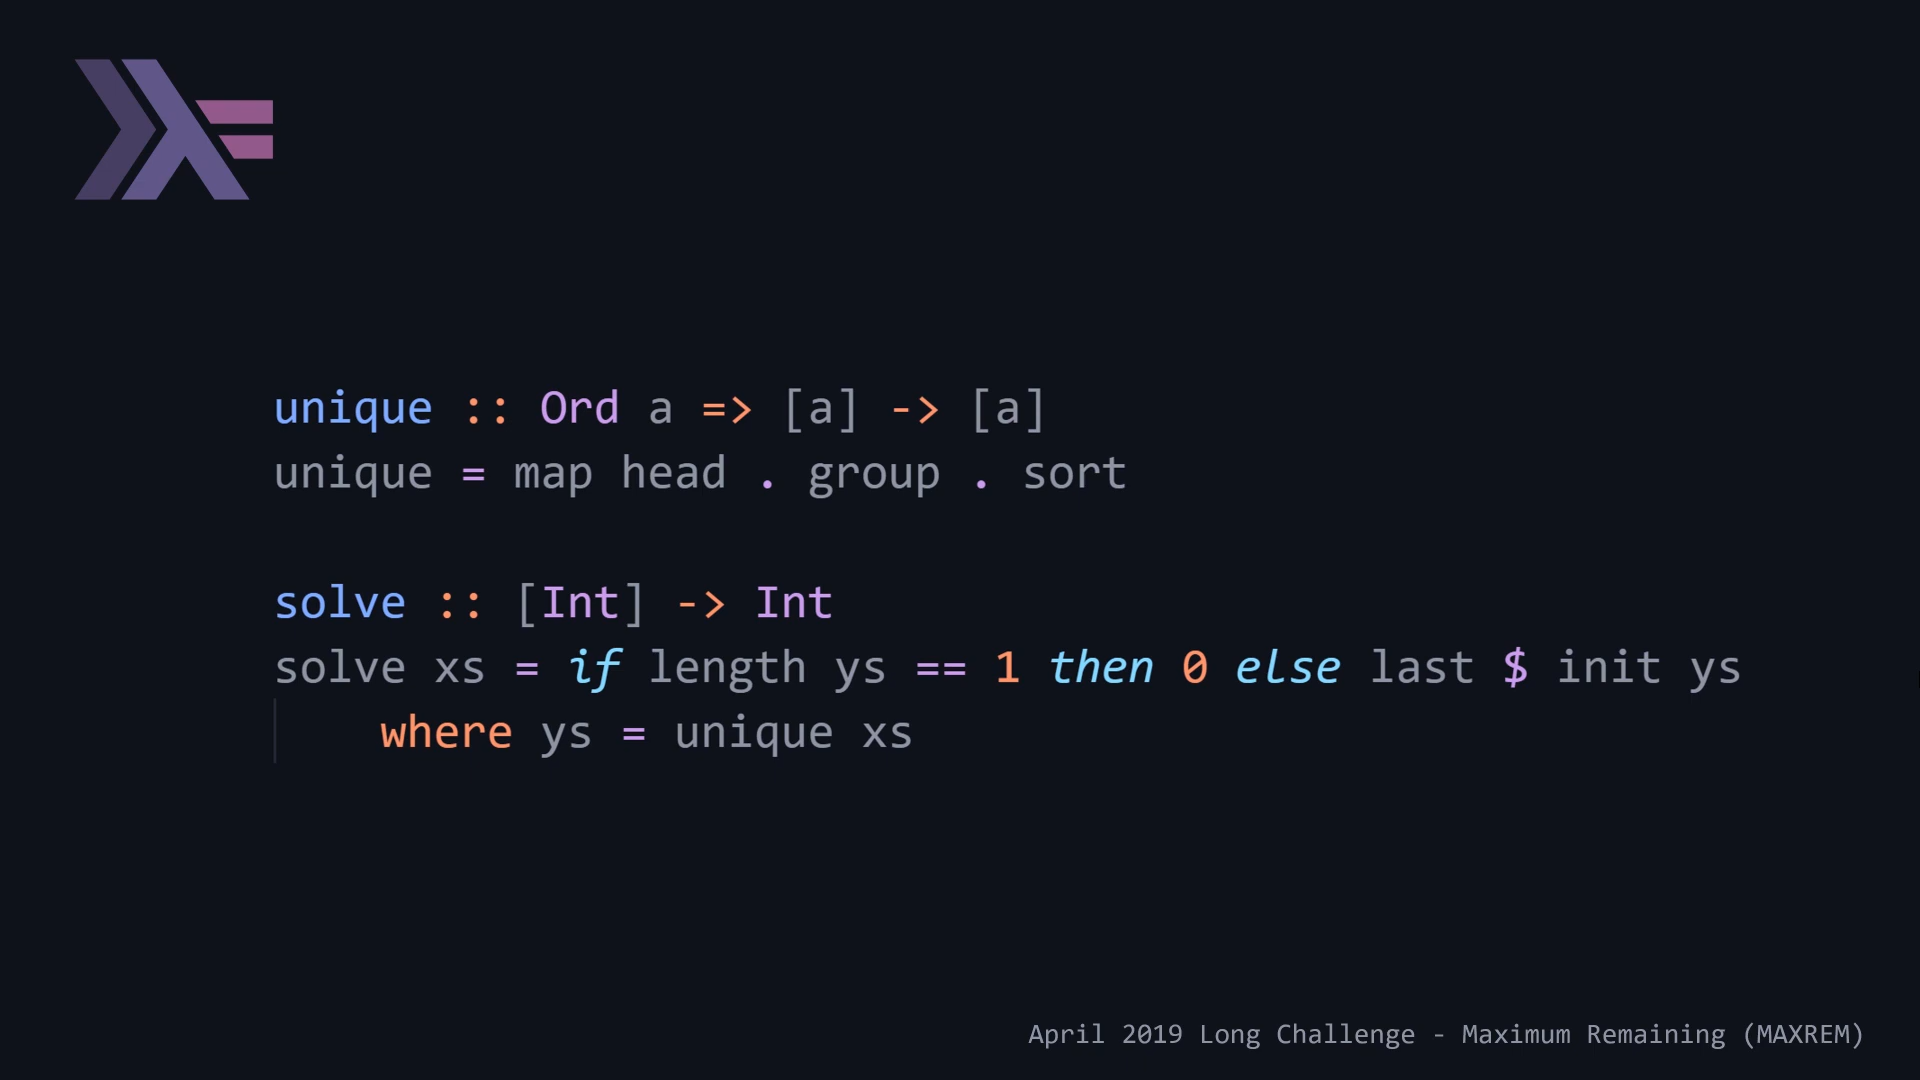 unique :: Ord a => [a] -> [a]
unique = map head . group . sort
solve :: [Int] -> Int
solve xs = if length ys == 1 then 0 else last $ init ys
where ys = unique xs
April 2019 Long Challenge - Maximum Remaining (MAXREM)